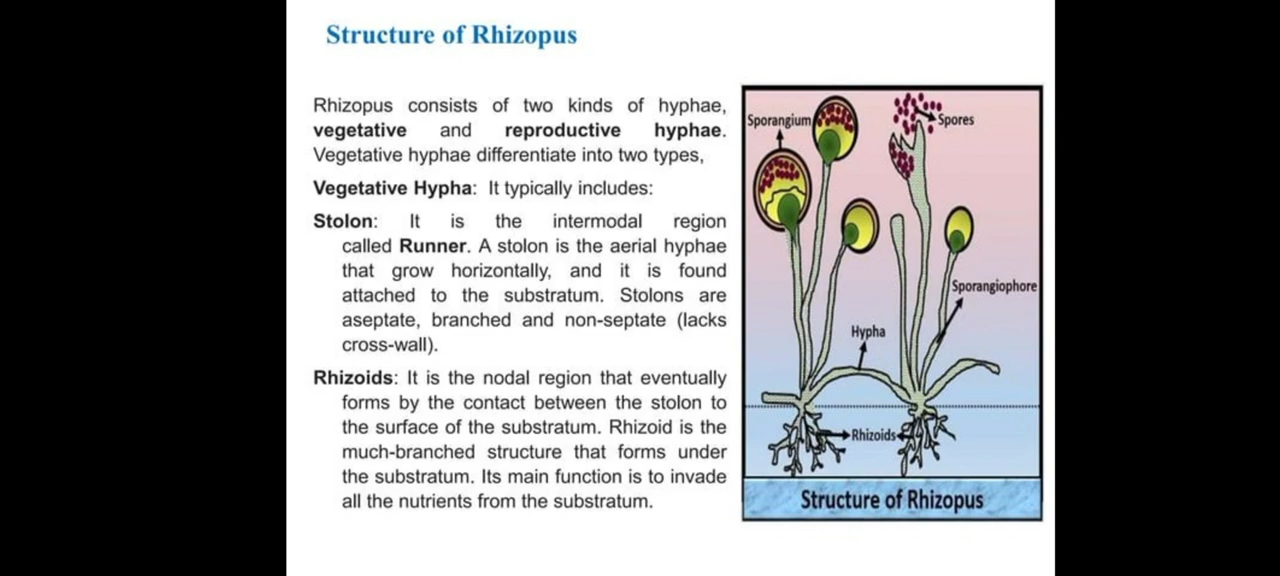 Structure of Rhizopus
Rhizopus consists of two kinds of hyphae,
vegetative and reproductive hyphae.
Vegetative hyphae differentiate into two types,
Vegetative Hypha: It typically includes:
Stolon: It is the intermodal region
called Runner. A stolon is the aerial hyphae
that grow horizontally, and it is found
attached to the substratum. Stolons are
aseptate, branched and non-septate (lacks
cross-wall).
Rhizoids: It is the nodal region that eventually
forms by the contact between the stolon to
the surface of the substratum. Rhizoid is the
much-branched structure that forms under
the substratum. Its main function is to invade
all the nutrients from the substratum.
Sporangium
Spores
Sporangiophore
Hypha
Rhizoids
Structure of Rhizopus